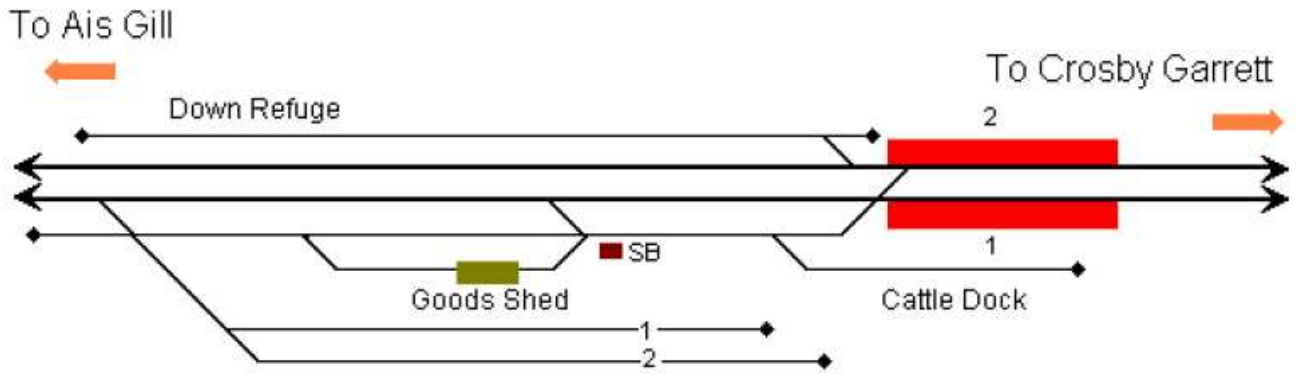 To Ais Gill
To Crosby Garrett
Down Refuge
2
SB
1
Goods Shed
Cattle Dock
1
2